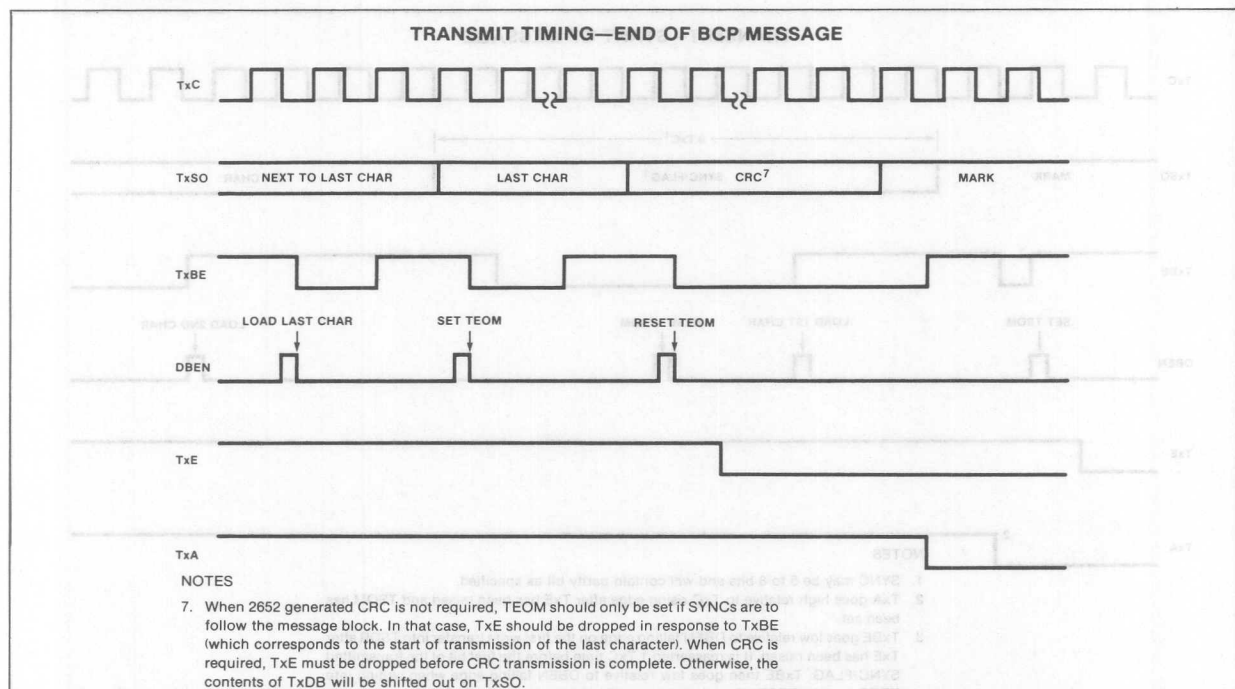 TRANSMIT TIMING—END OF BCP MESSAGE
TxC
TxSO
NEXT TO LAST CHAR
LAST CHAR
CRC7
MARK
TxBE
LOAD LAST CHAR
SET TEOM
RESET TEOM
DBEN
TxE
TxA
NOTES
7. When 2652 generated CRC is not required, TEOM should only be set if SYNCs are to
follow the message block. In that case, TxE should be dropped in response to TxBE
(which corresponds to the start of transmission of the last character). When CRC is
required, TxE must be dropped before CRC transmission is complete. Otherwise, the
contents of TxDB will be shifted out on TxSO.